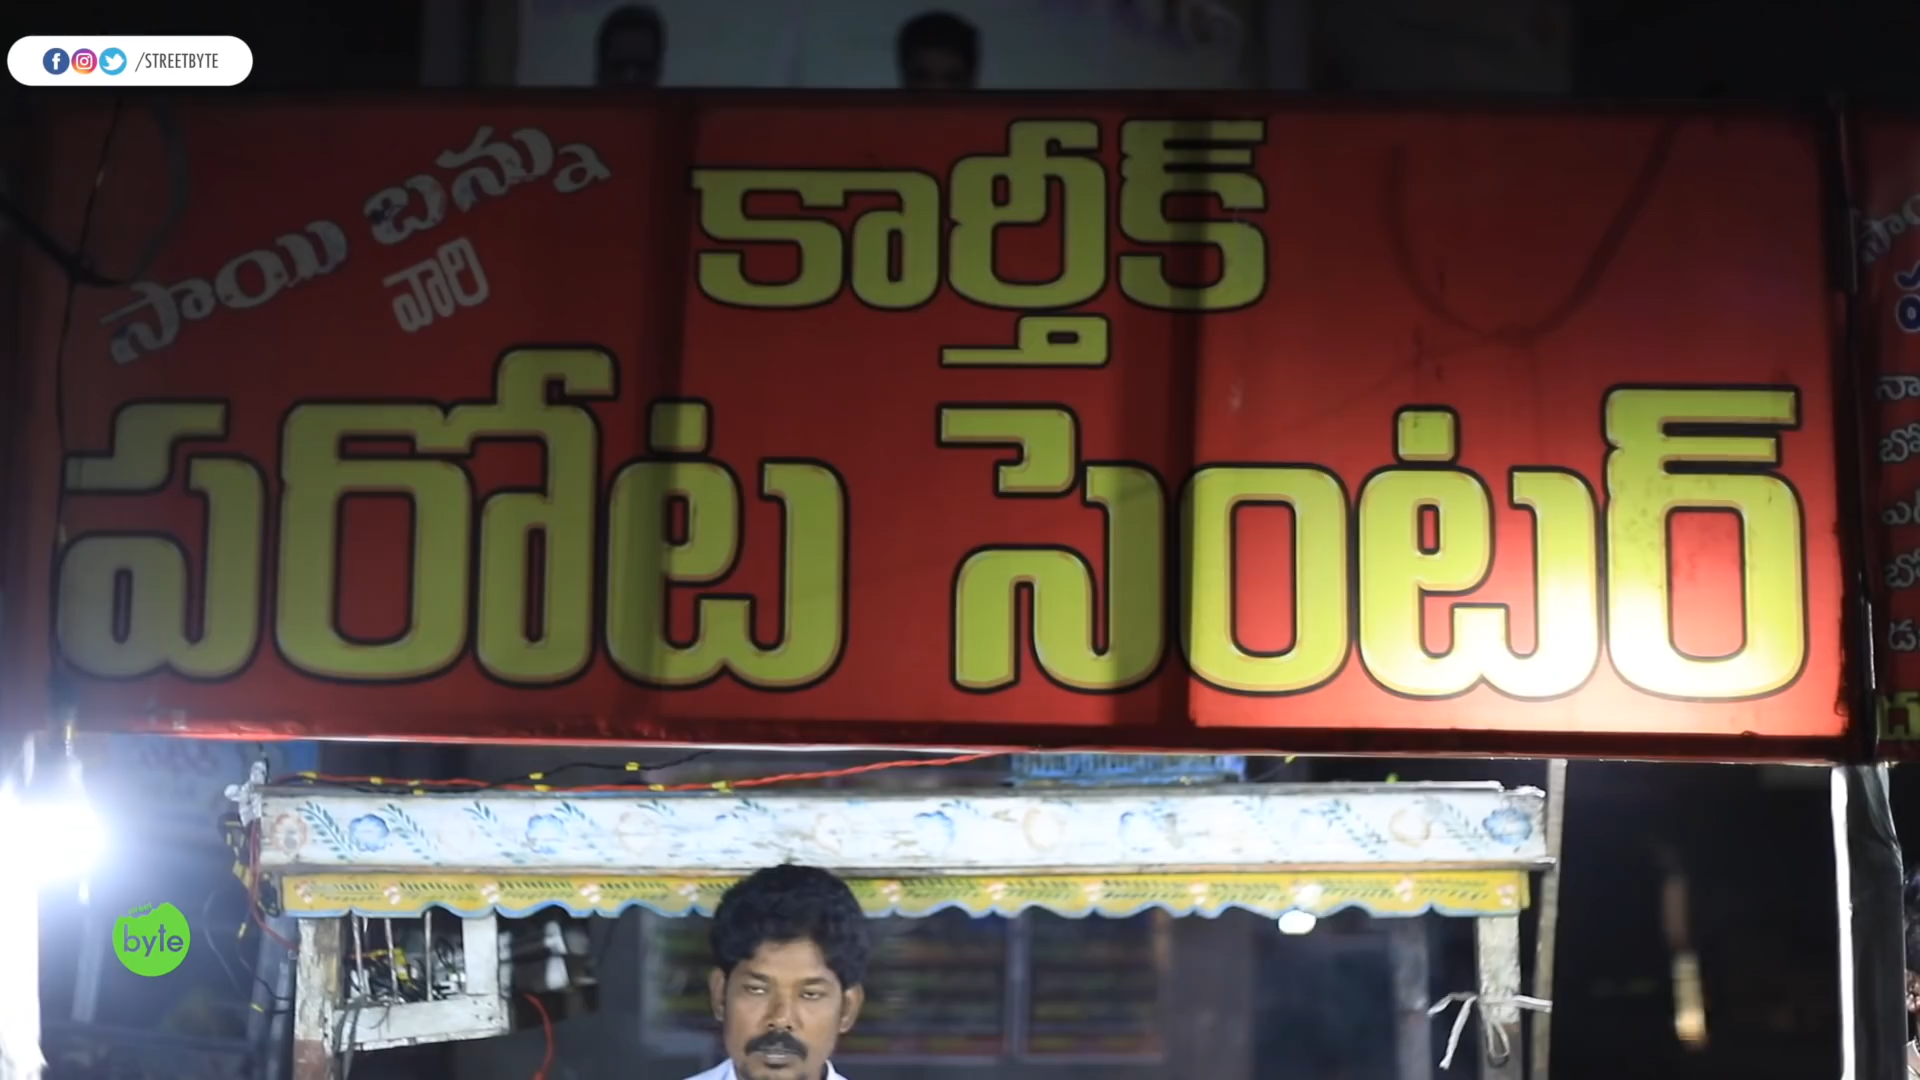 /STREETBYTE
సాయి బన్ను
వారి
కార్తీక్
పరోట సెంటర్
byte